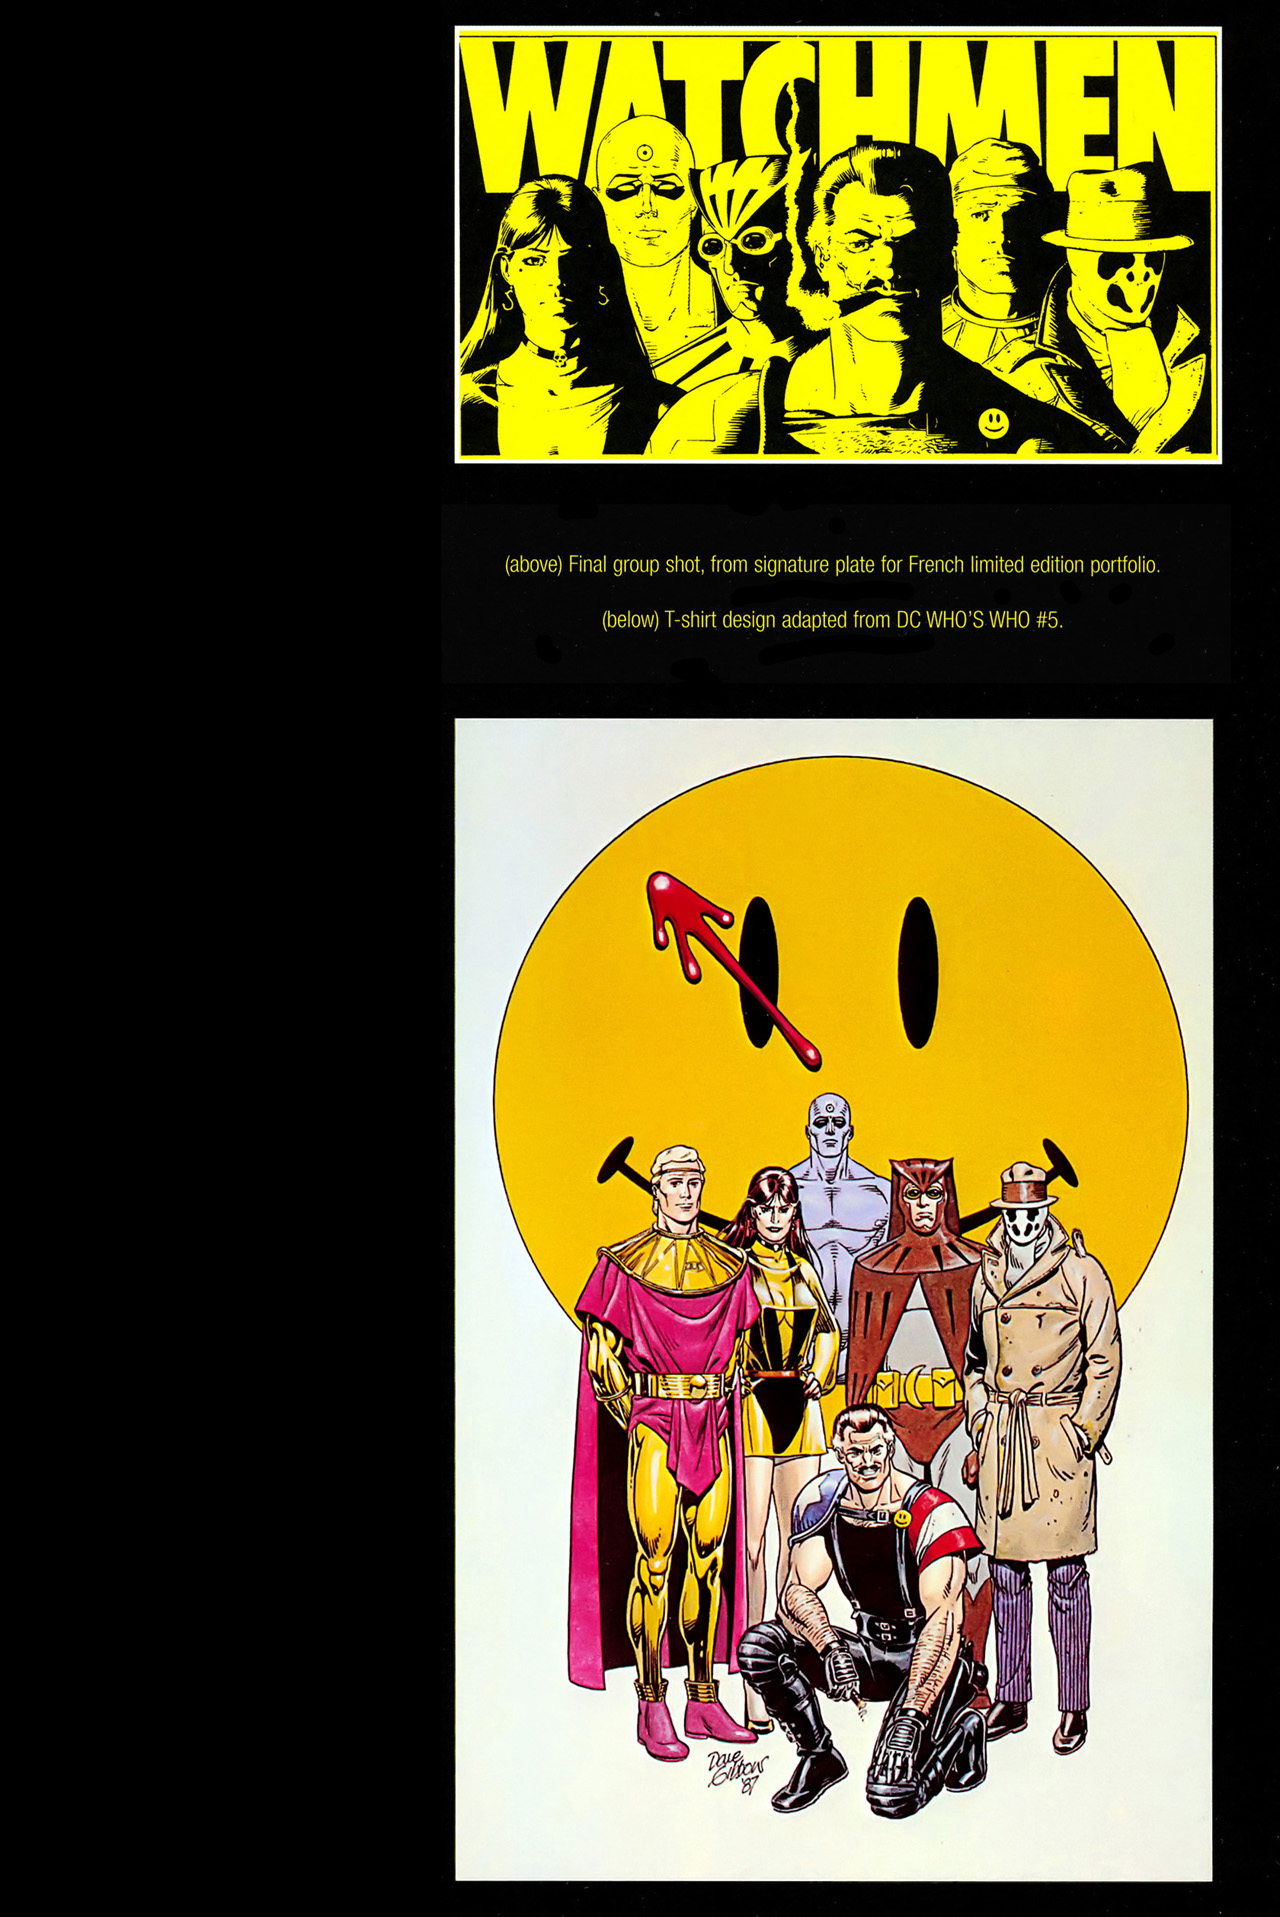 WATCHMEN
(above) Final group shot, from signature plate for French limited edition portfolio.
(below) T-shirt design adapted from DC WHO'S WHO #5.
Dave
Gibbons
'87